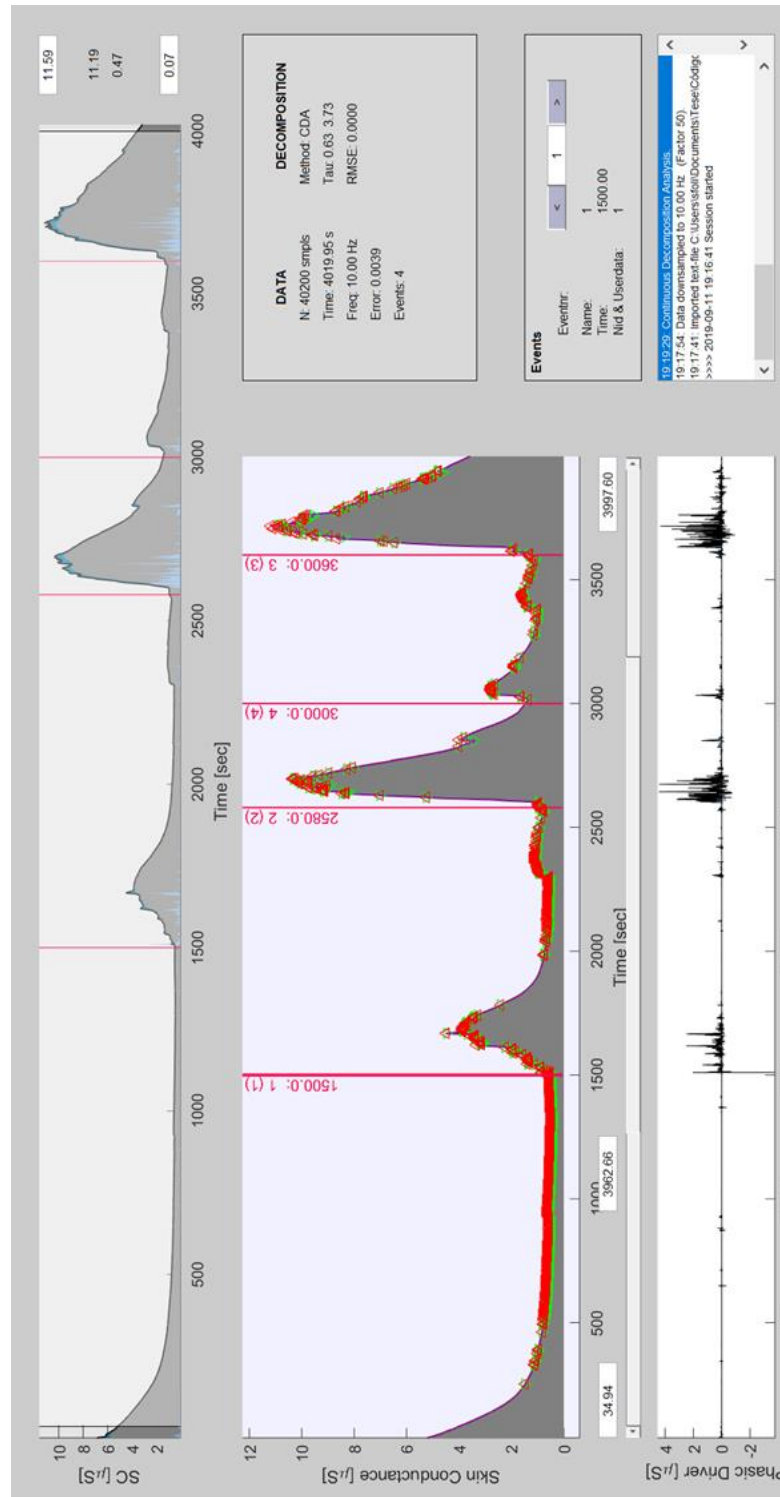 SC [μS]
10
8
6
4
2
500
1000
1500
2000
2500
3000
3500
4000
Time [sec]
11.59
11.19
0.47
0.07
Skin Conductance [μS]
12
10
8
6
4
2
0
1500.0: 1 (1)
2580.0: 2 (2)
3000.0: 4 (4)
3600.0: 3 (3)
500
1000
1500
2000
2500
3000
3500
Time [sec]
34.94
3962.66
3997.60
Phasic Driver [μS]
4
2
0
-2
DATA
N: 40200 smpls
Time: 4019.95 s
Freq: 10.00 Hz
Error: 0.0039
Events: 4
DECOMPOSITION
Method: CDA
Tau: 0.63 3.73
RMSE: 0.0000
Events
Eventnr: < 1 >
Name: 1
Time: 1500.00
Nid & Userdata: 1
19:19:29 Continuous Decomposition Analysis.
19:17:54: Data downsampled to 10.00 Hz (Factor 50)
19:17:41: Imported text-file C:\Users\sfoll\Documents\Tese\Códigc
>>>> 2019-09-11 19:16:41 Session started